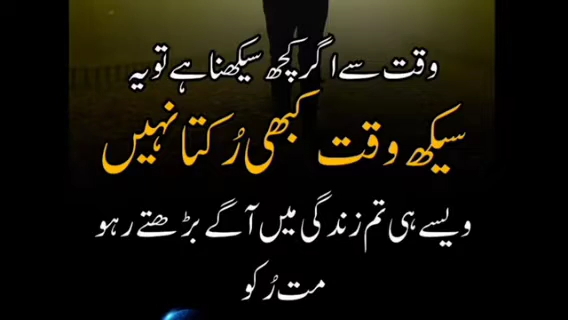 وقت سے اگر کچھ سیکھنا ہے تو یہ
سیکھ وقت کبھی رُکتا نہیں
ویسے ہی تم زندگی میں آگے بڑھتے رہو
مت رُکو